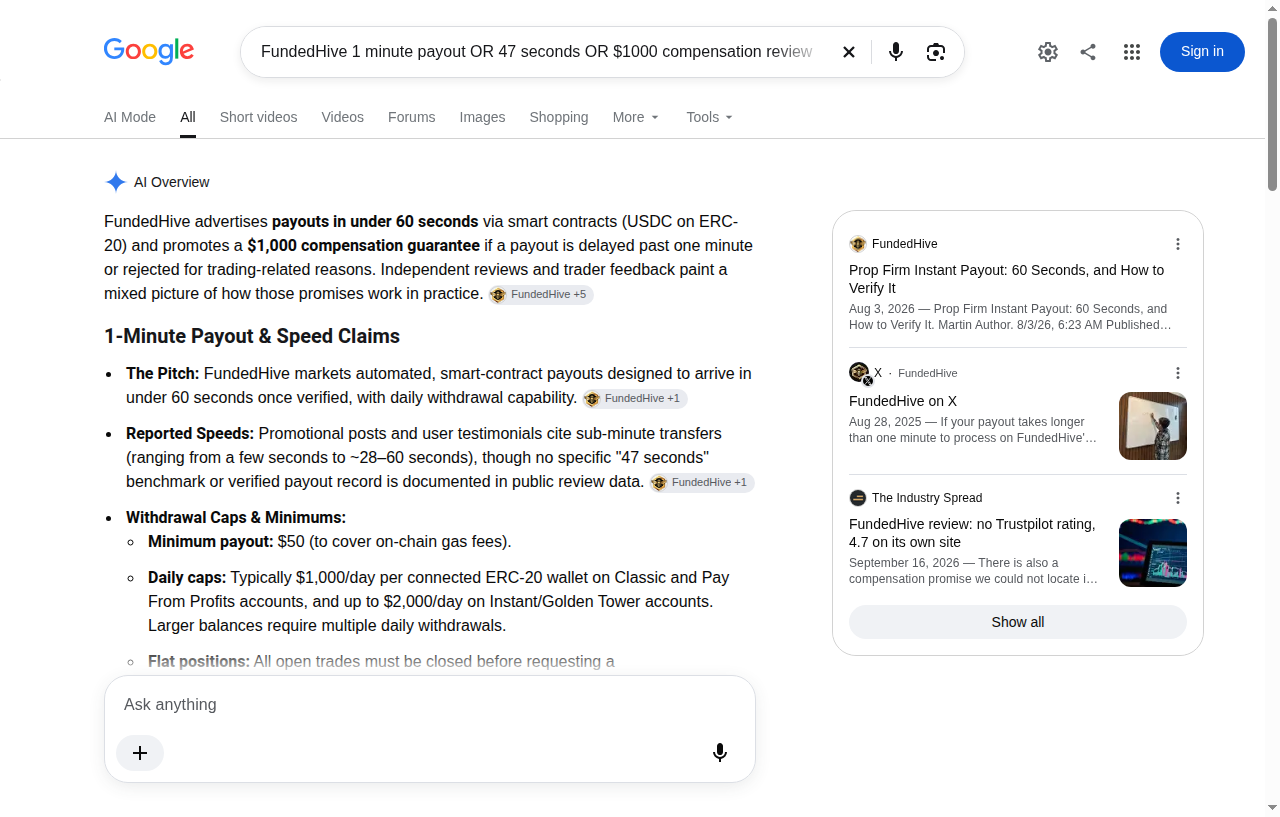 Google
FundedHive 1 minute payout OR 47 seconds OR $1000 compensation review
Sign in
AI Mode
All
Short videos
Videos
Forums
Images
Shopping
More
Tools
AI Overview
FundedHive advertises payouts in under 60 seconds via smart contracts (USDC on ERC-
20) and promotes a $1,000 compensation guarantee if a payout is delayed past one minute
or rejected for trading-related reasons. Independent reviews and trader feedback paint a
mixed picture of how those promises work in practice. FundedHive +5
1-Minute Payout & Speed Claims
• The Pitch: FundedHive markets automated, smart-contract payouts designed to arrive in
under 60 seconds once verified, with daily withdrawal capability. FundedHive +1
• Reported Speeds: Promotional posts and user testimonials cite sub-minute transfers
(ranging from a few seconds to ~28–60 seconds), though no specific "47 seconds"
benchmark or verified payout record is documented in public review data. FundedHive +1
• Withdrawal Caps & Minimums:
◦ Minimum payout: $50 (to cover on-chain gas fees).
◦ Daily caps: Typically $1,000/day per connected ERC-20 wallet on Classic and Pay
From Profits accounts, and up to $2,000/day on Instant/Golden Tower accounts.
Larger balances require multiple daily withdrawals.
◦ Flat positions: All open trades must be closed before requesting a
Ask anything
FundedHive
Prop Firm Instant Payout: 60 Seconds, and How to
Verify It
Aug 3, 2026 — Prop Firm Instant Payout: 60 Seconds, and
How to Verify It. Martin Author. 8/3/26, 6:23 AM Published…
X · FundedHive
FundedHive on X
Aug 28, 2025 — If your payout takes longer
than one minute to process on FundedHive'…
The Industry Spread
FundedHive review: no Trustpilot rating,
4.7 on its own site
September 16, 2026 — There is also a
compensation promise we could not locate i…
Show all